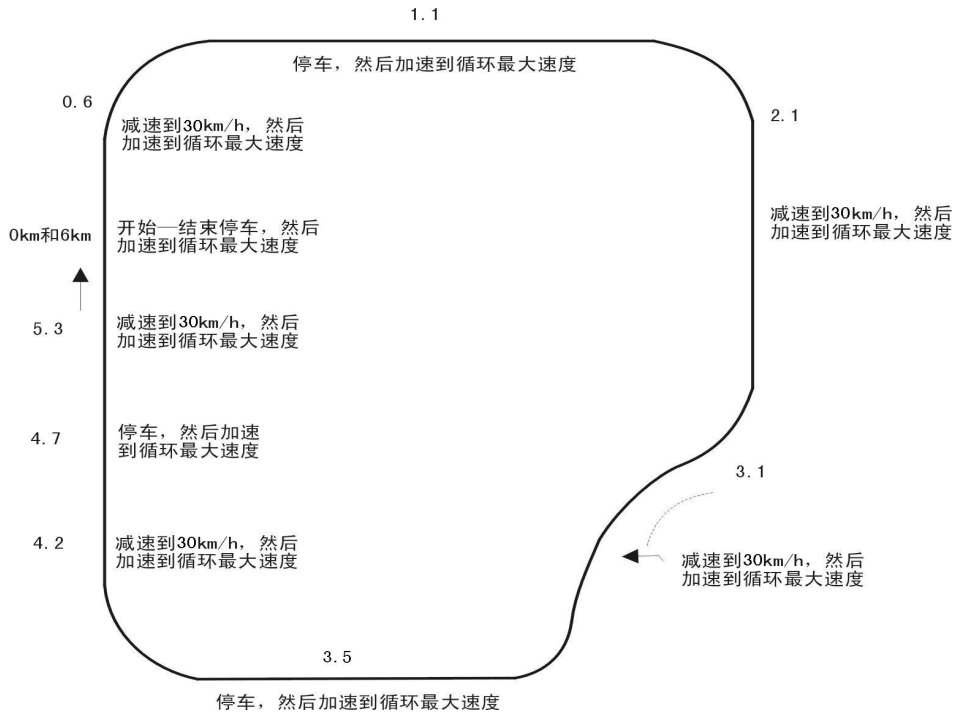 1.1
停车，然后加速到循环最大速度
0.6
减速到30km/h，然后
加速到循环最大速度
2.1
减速到30km/h，然后
加速到循环最大速度
0km和6km
开始—结束停车，然后
加速到循环最大速度
5.3
减速到30km/h，然后
加速到循环最大速度
4.7
停车，然后加速
到循环最大速度
3.1
减速到30km/h，然后
加速到循环最大速度
4.2
减速到30km/h，然后
加速到循环最大速度
3.5
停车，然后加速到循环最大速度